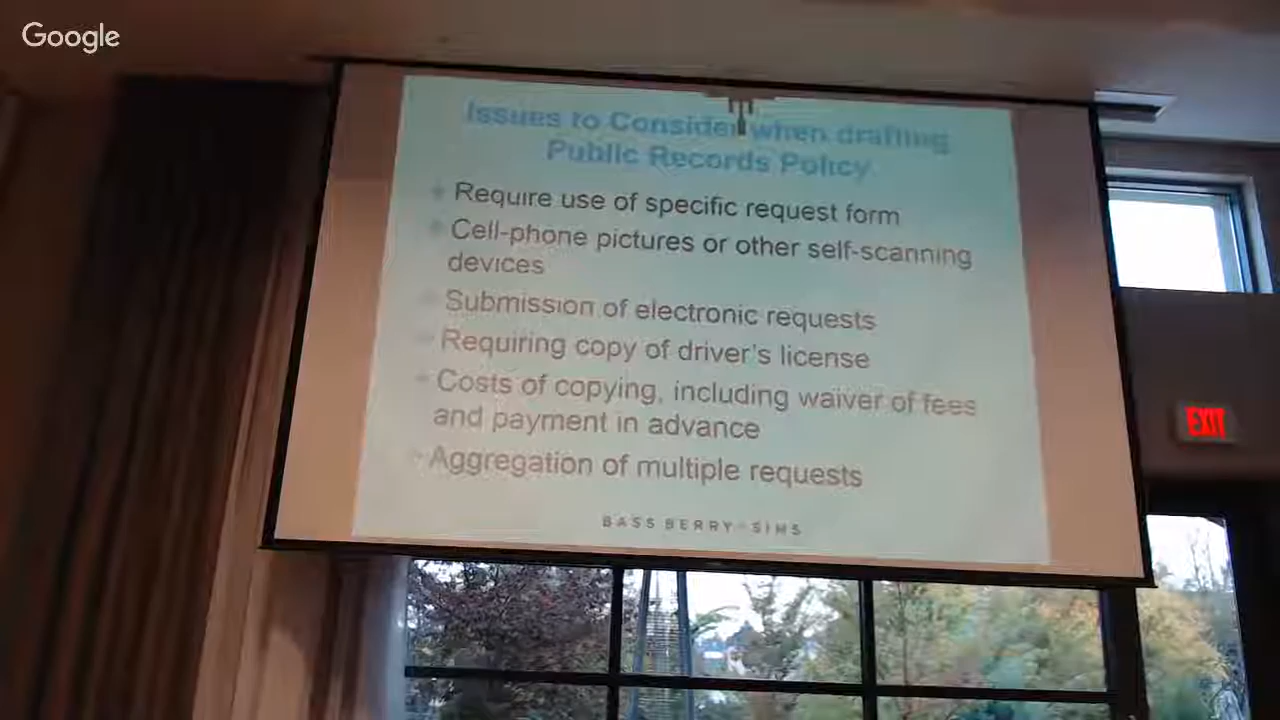 Google
Issues to Consider when drafting
Public Records Policy
Require use of specific request form
Cell-phone pictures or other self-scanning
devices
Submission of electronic requests
Requiring copy of driver's license
Costs of copying, including waiver of fees
and payment in advance
Aggregation of multiple requests
BASS BERRY + SIMS
EXIT